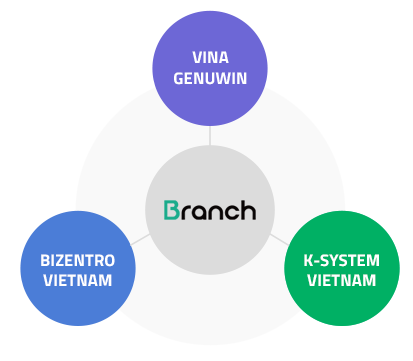 VINA
GENUWIN
Branch
BIZENTRO
VIETNAM
K-SYSTEM
VIETNAM